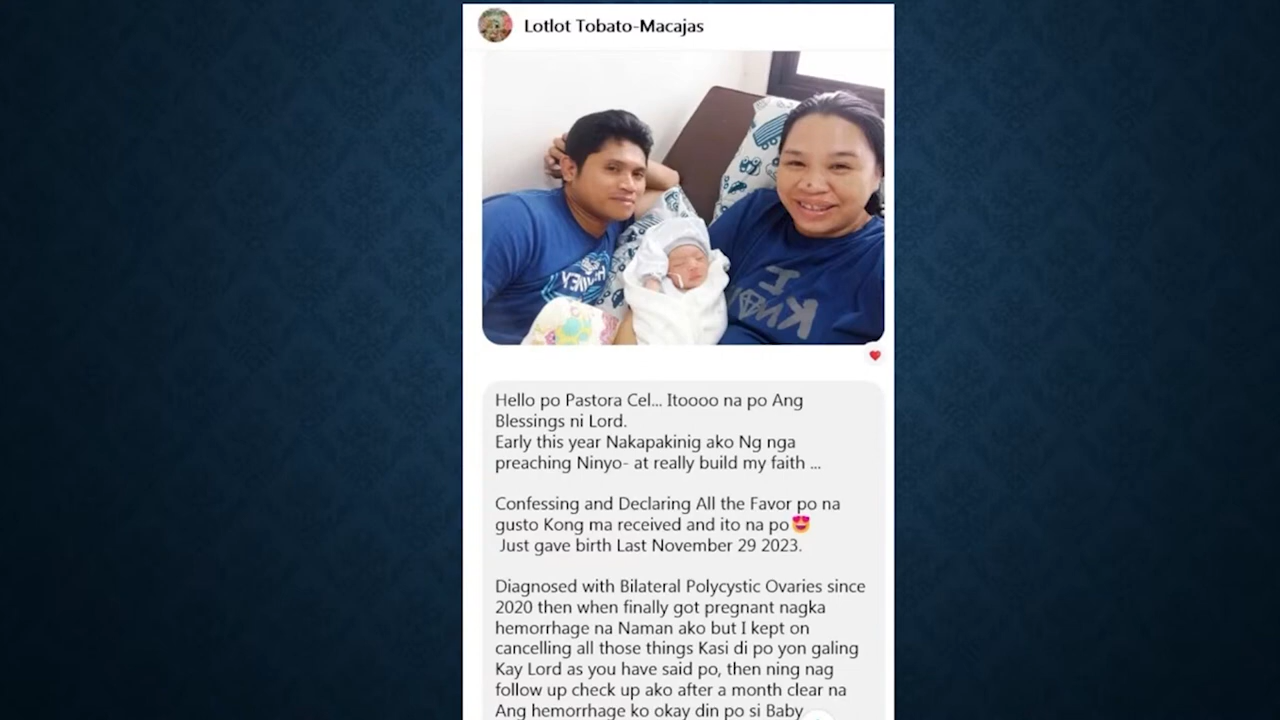 Lotlot Tobato-Macajas
Hello po Pastora Cel... Itoooo na po Ang
Blessings ni Lord.
Early this year Nakapakinig ako Ng nga
preaching Ninyo- at really build my faith ...
Confessing and Declaring All the Favor po na
gusto Kong ma received and ito na po😍
Just gave birth Last November 29 2023.
Diagnosed with Bilateral Polycystic Ovaries since
2020 then when finally got pregnant nagka
hemorrhage na Naman ako but I kept on
cancelling all those things Kasi di po yon galing
Kay Lord as you have said po, then ning nag
follow up check up ako after a month clear na
Ang hemorrhage ko okay din po si Baby